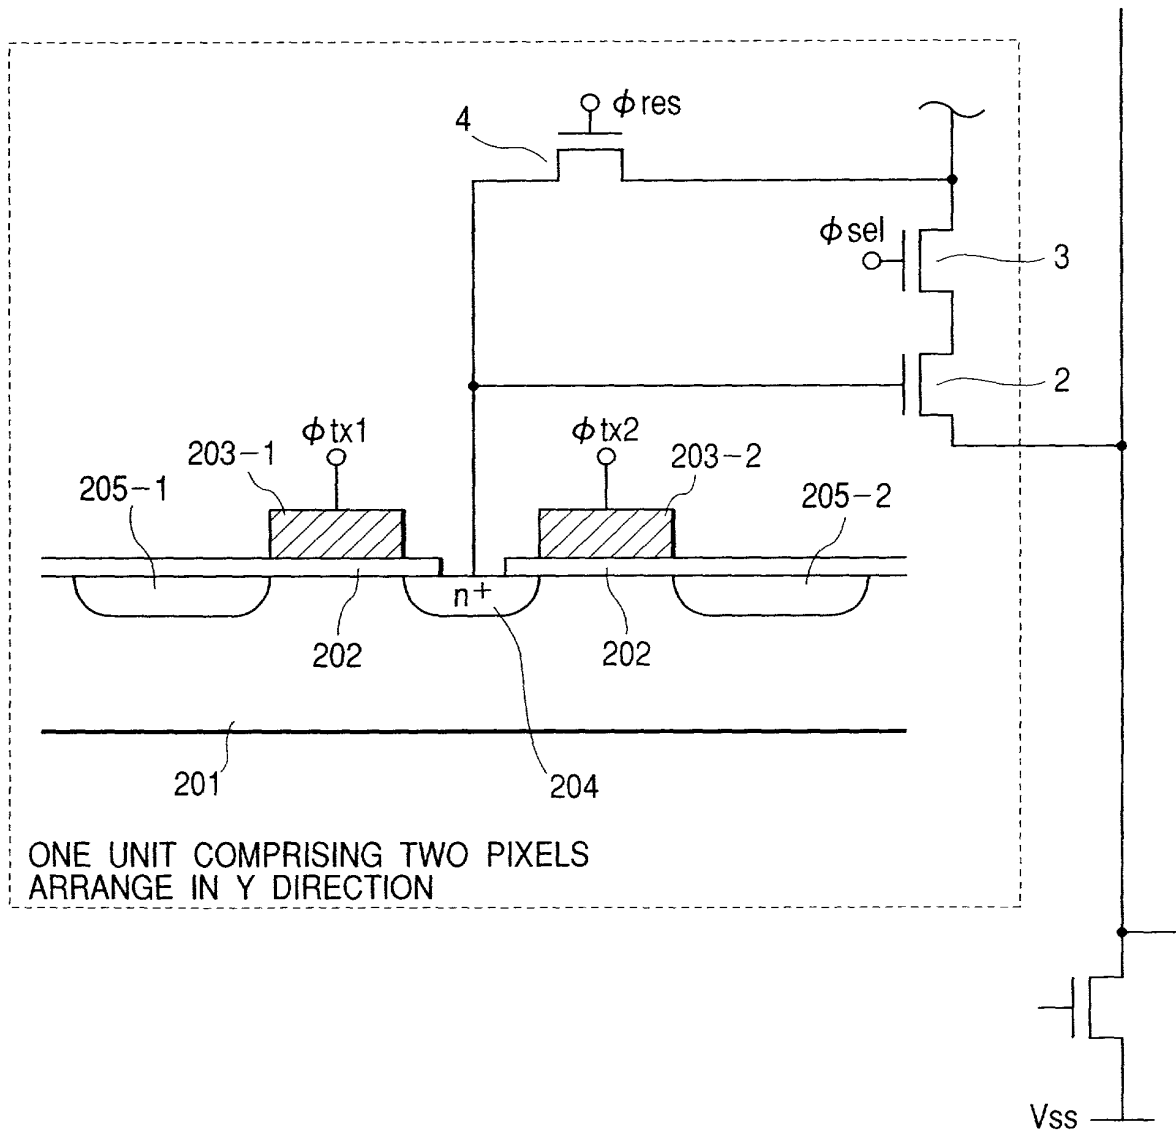 4
ϕres
ϕsel
3
2
ϕtx1
ϕtx2
203-1
203-2
205-1
205-2
n+
202
202
201
204
ONE UNIT COMPRISING TWO PIXELS
ARRANGE IN Y DIRECTION
Vss